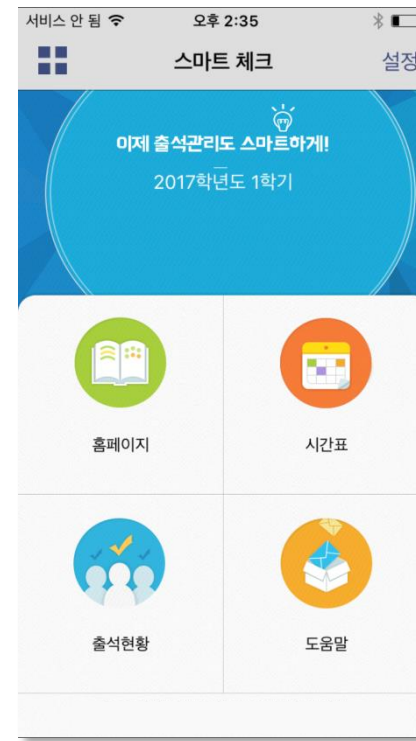 서비스 안 됨 오후 2:35
스마트 체크 설정
이제 출석관리도 스마트하게!
2017학년도 1학기
홈페이지 시간표
출석현황 도움말